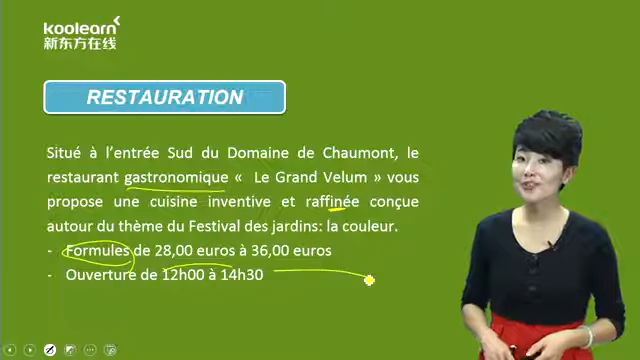 koolearn
新东方在线
RESTAURATION
Situé à l’entrée Sud du Domaine de Chaumont, le
restaurant gastronomique « Le Grand Velum » vous
propose une cuisine inventive et raffinée conçue
autour du thème du Festival des jardins: la couleur.
- Formules de 28,00 euros à 36,00 euros
- Ouverture de 12h00 à 14h30